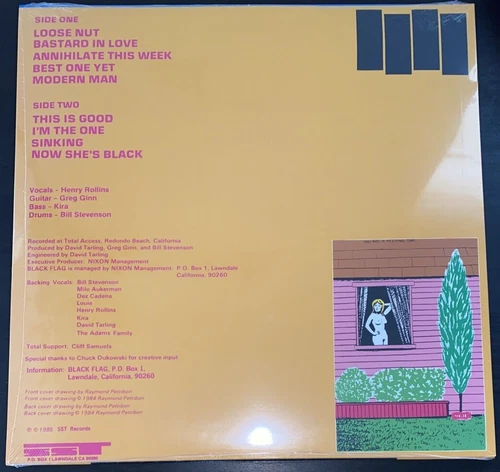 SIDE ONE
LOOSE NUT
BASTARD IN LOVE
ANNIHILATE THIS WEEK
BEST ONE YET
MODERN MAN
SIDE TWO
THIS IS GOOD
I'M THE ONE
SINKING
NOW SHE'S BLACK
Vocals – Henry Rollins
Guitar – Greg Ginn
Bass – Kira
Drums – Bill Stevenson
Recorded at Total Access, Redondo Beach, California
Produced by David Tarling, Greg Ginn, and Bill Stevenson
Engineered by David Tarling
Executive Producer: NIXON Management
BLACK FLAG is managed by NIXON Management: P.O. Box 1, Lawndale
California, 90260
Backing Vocals: Bill Stevenson
Milo Aukerman
Dez Cadena
Louie
Henry Rollins
Kira
David Tarling
The Adams Family
Total Support: Cliff Samuels
Special thanks to Chuck Dukowski for creative input
Information: BLACK FLAG, P.O. Box 1,
Lawndale, California, 90260
Front cover drawing by Raymond Pettibon
Front cover drawing © 1984 Raymond Pettibon
Back cover drawing by Raymond Pettibon
Back cover drawing © 1984 Raymond Pettibon
℗ © 1985 SST Records
SST
P.O. BOX 1 LAWNDALE CA 90260